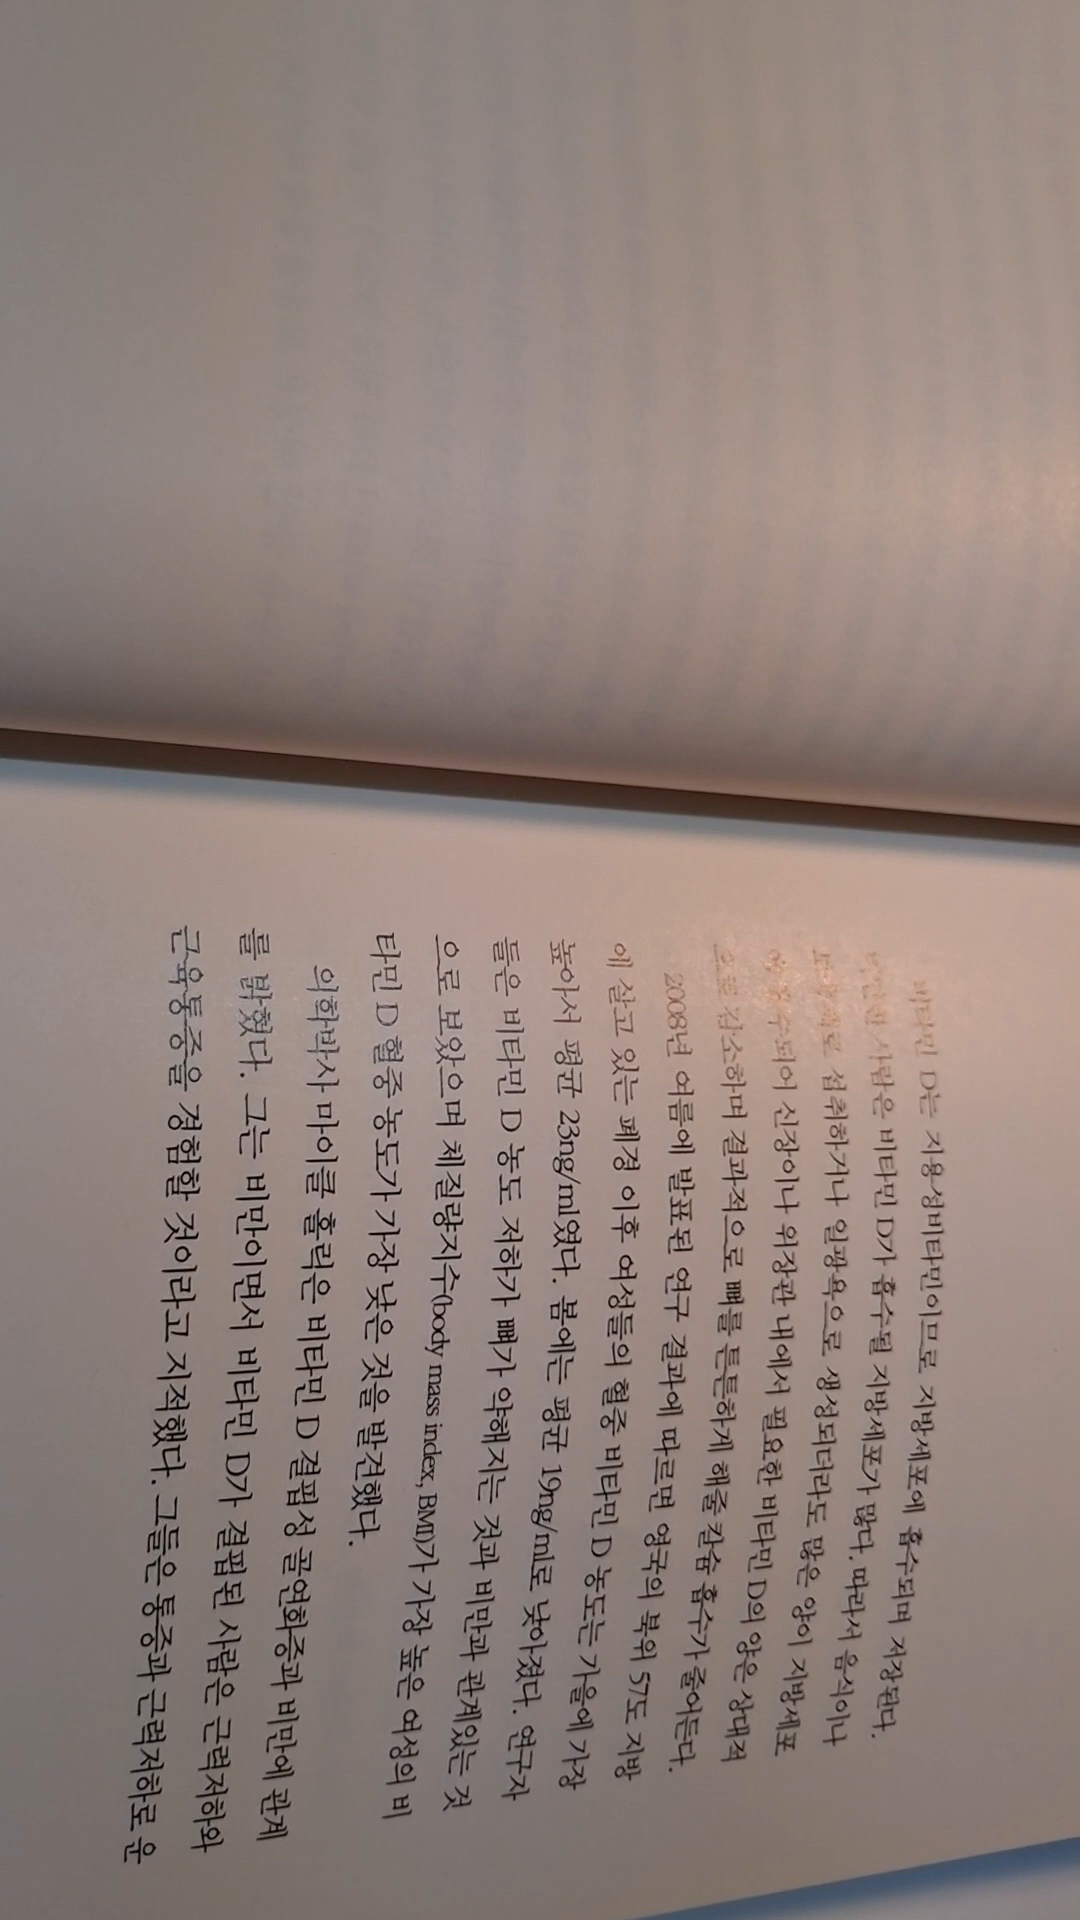 비타민 D는 지용성비타민이므로 지방세포에 흡수되며 저장된다.
사람은 비타민 D가 흡수될 지방세포가 많다. 따라서 음식이나
섭취하거나 일광욕으로 생성되더라도 많은 양이 지방세포
신장이나 위장관 내에서 필요한 비타민 D의 양은 상대적
으로 감소하며 결과적으로 뼈를 튼튼하게 해줄 칼슘 흡수가 줄어든다.
2008년 여름에 발표된 연구 결과에 따르면 영국의 북위 57도 지방
에 살고 있는 폐경 이후 여성들의 혈중 비타민 D 농도는 가을에 가장
높아서 평균 23ng/ml였다. 봄에는 평균 19ng/ml로 낮아졌다. 연구자
들은 비타민 D 농도 저하가 뼈가 약해지는 것과 비만과 관계있는 것
으로 보았으며 체질량지수(body mass index, BMI)가 가장 높은 여성의 비
타민 D 혈중 농도가 가장 낮은 것을 발견했다.
의학박사 마이클 홀릭은 비타민 D 결핍성 골연화증과 비만에 관계
를 밝혔다. 그는 비만이면서 비타민 D가 결핍된 사람은 근력저하와
근육통증을 경험할 것이라고 지적했다. 그들은 통증과 근력저하로 운